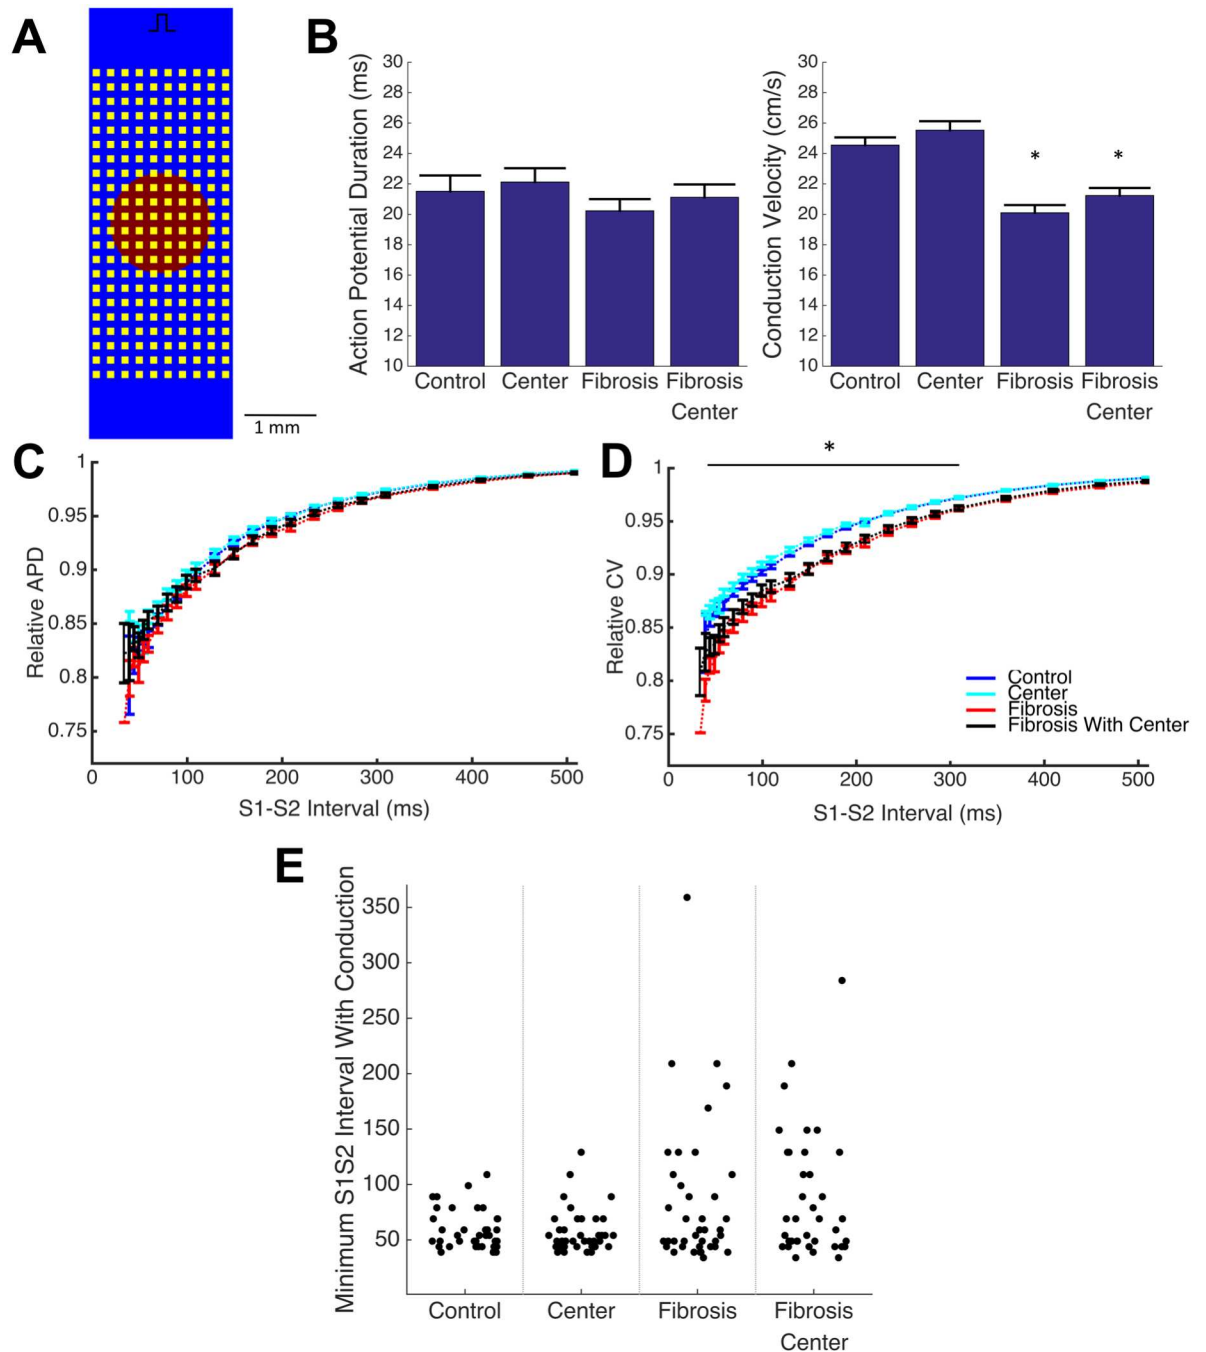 A
1 mm
B
Action Potential Duration (ms)
30
28
26
24
22
20
18
16
14
12
10
Control Center Fibrosis Fibrosis
Center
Conduction Velocity (cm/s)
30
28
26
24
22
20
18
16
14
12
10
* *
Control Center Fibrosis Fibrosis
Center
C
Relative APD
1
0.95
0.9
0.85
0.8
0.75
0 100 200 300 400 500
S1-S2 Interval (ms)
D
*
Relative CV
1
0.95
0.9
0.85
0.8
0.75
Control
Center
Fibrosis
Fibrosis With Center
0 100 200 300 400 500
S1-S2 Interval (ms)
E
Minimum S1S2 Interval With Conduction
350
300
250
200
150
100
50
Control Center Fibrosis Fibrosis
Center